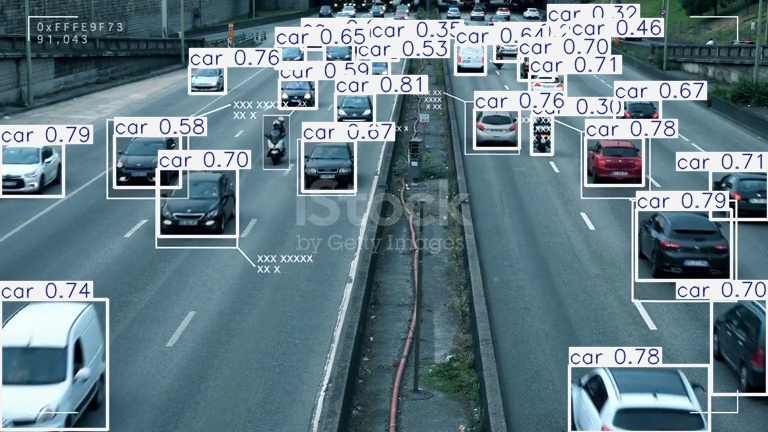 0xFFFE9F73
91,043
car 0.32
car 0.46
car 0.35
car 0.65
car 0.53
car 0.64
car 0.70
car 0.76
car 0.59
car 0.71
car 0.81
car 0.67
car 0.76
0.30
car 0.58
car 0.67
car 0.78
car 0.79
car 0.70
car 0.71
car 0.79
XXX XXXXX
XX X
iStock
by Getty Images
car 0.74
car 0.70
car 0.78